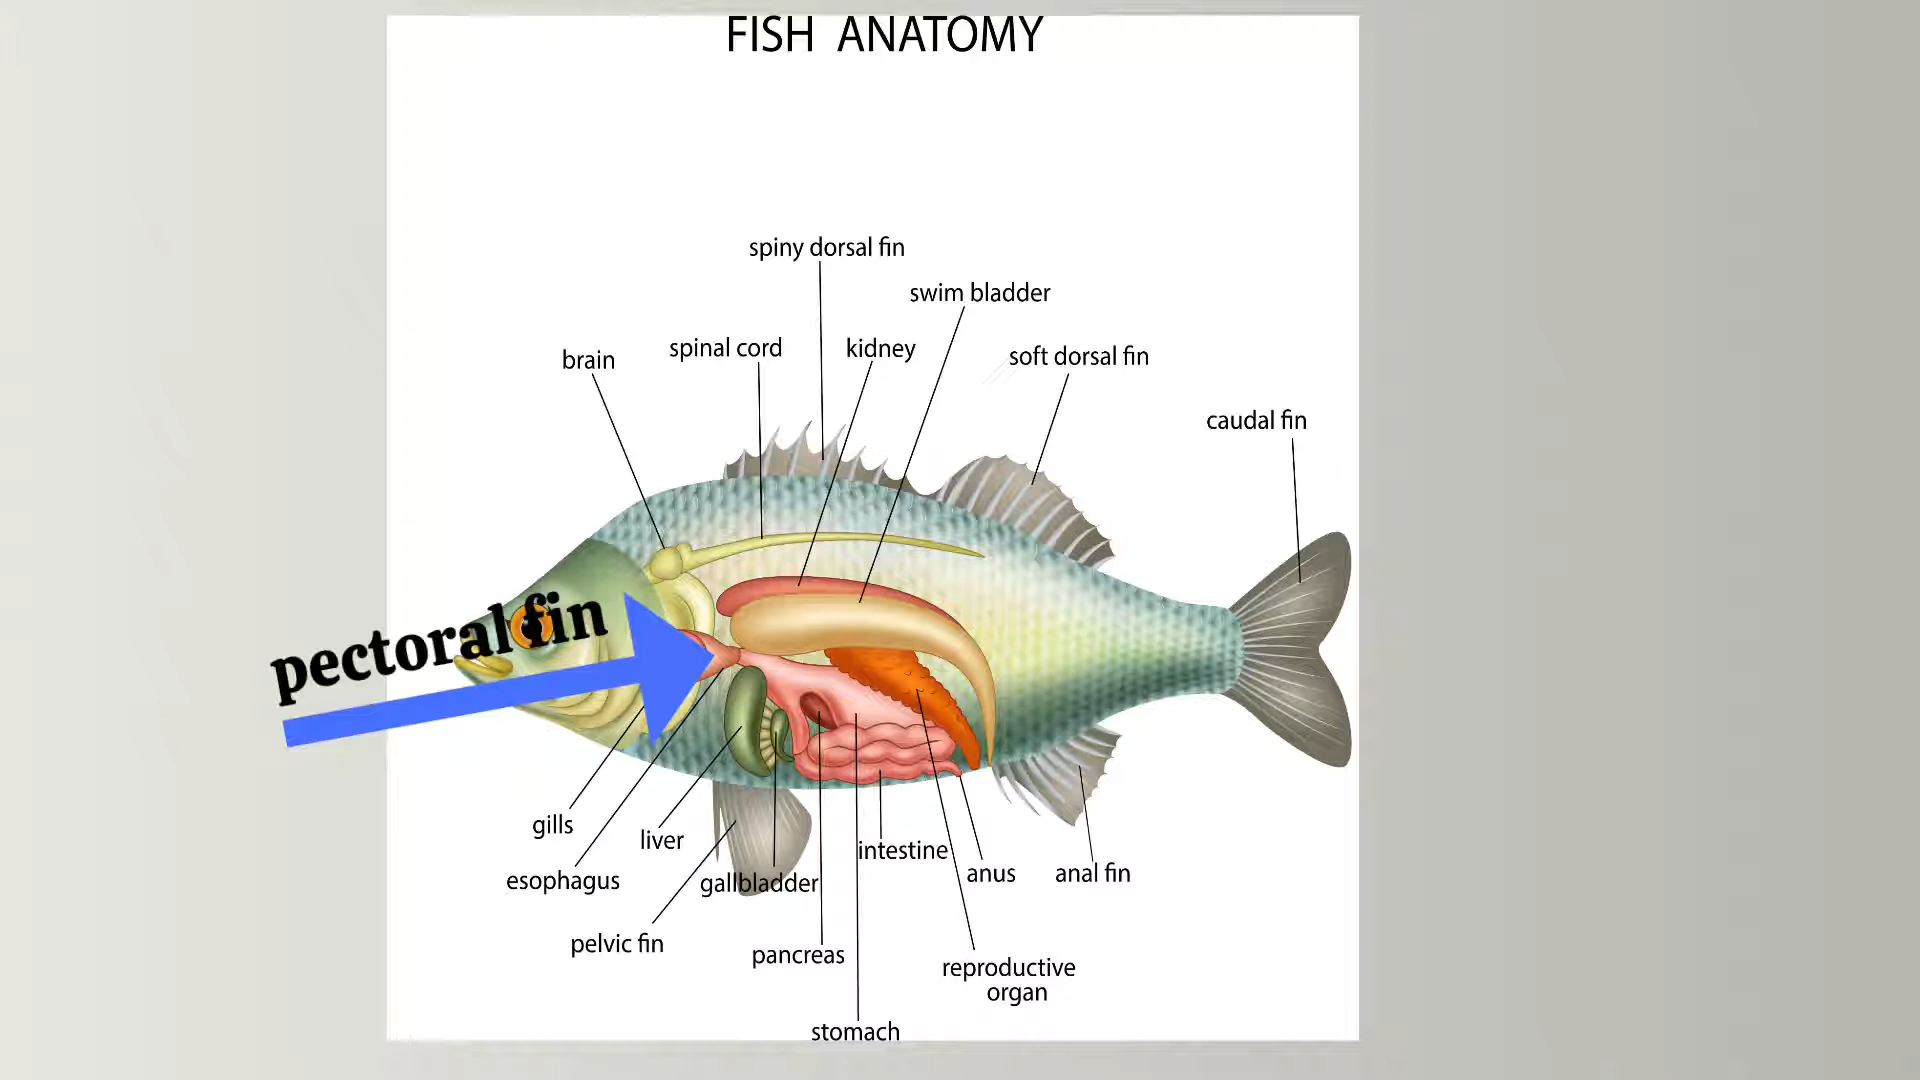 FISH ANATOMY
spiny dorsal fin
swim bladder
brain
spinal cord
kidney
soft dorsal fin
caudal fin
pectoral fin
gills
liver
intestine
esophagus
gallbladder
anus
anal fin
pelvic fin
pancreas
reproductive
organ
stomach